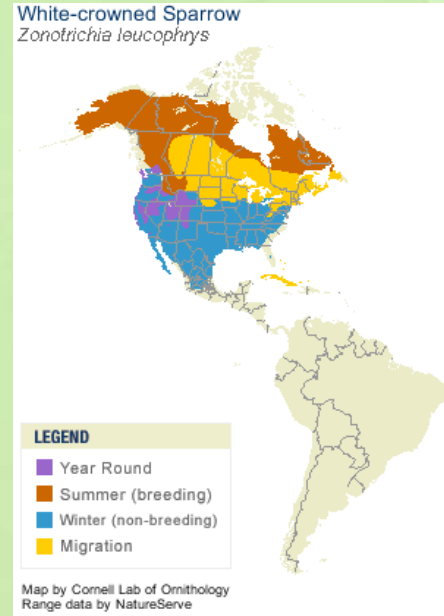 White-crowned Sparrow
Zonotrichia leucophrys
LEGEND
Year Round
Summer (breeding)
Winter (non-breeding)
Migration
Map by Cornell Lab of Ornithology
Range data by NatureServe